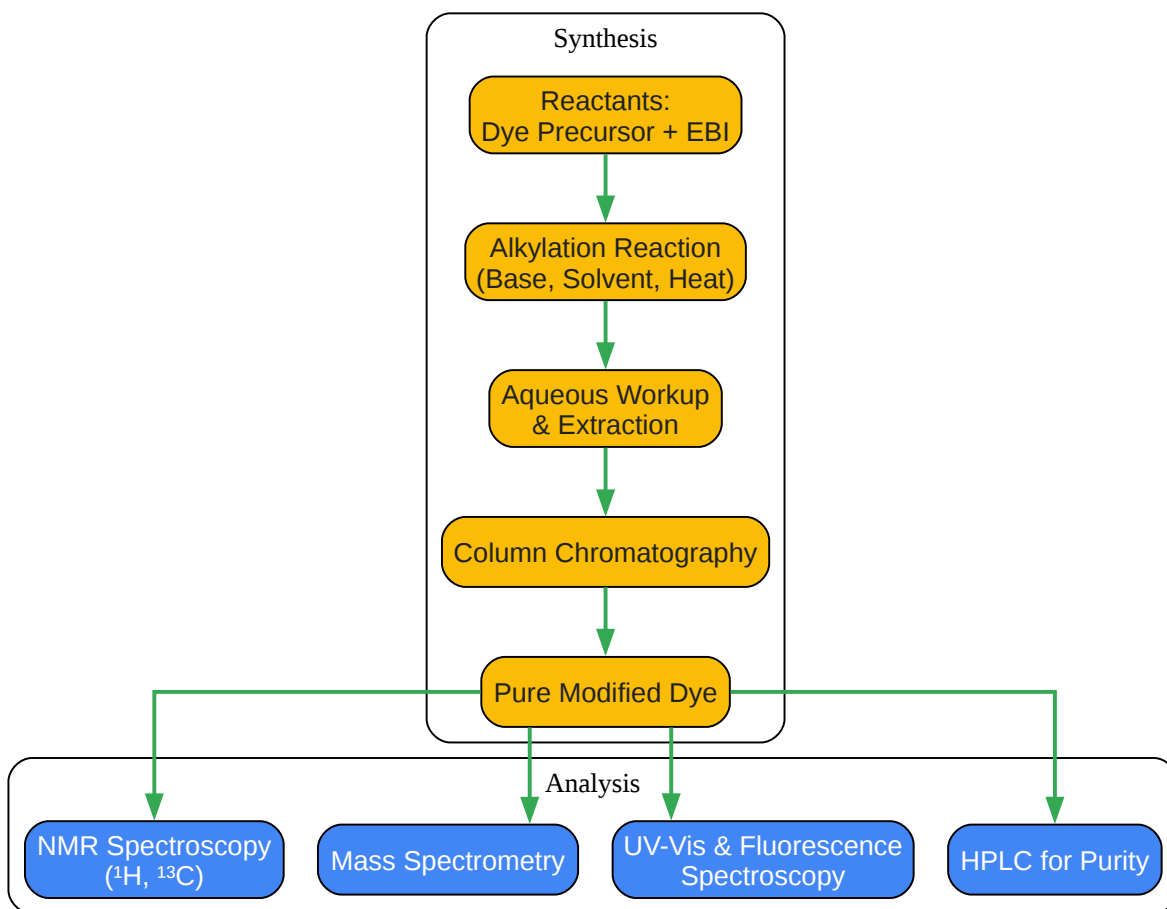 Synthesis
Reactants:
Dye Precursor + EBI
Alkylation Reaction
(Base, Solvent, Heat)
Aqueous Workup
& Extraction
Column Chromatography
Pure Modified Dye
Analysis
NMR Spectroscopy
(¹H, ¹³C)
Mass Spectrometry
UV-Vis & Fluorescence
Spectroscopy
HPLC for Purity